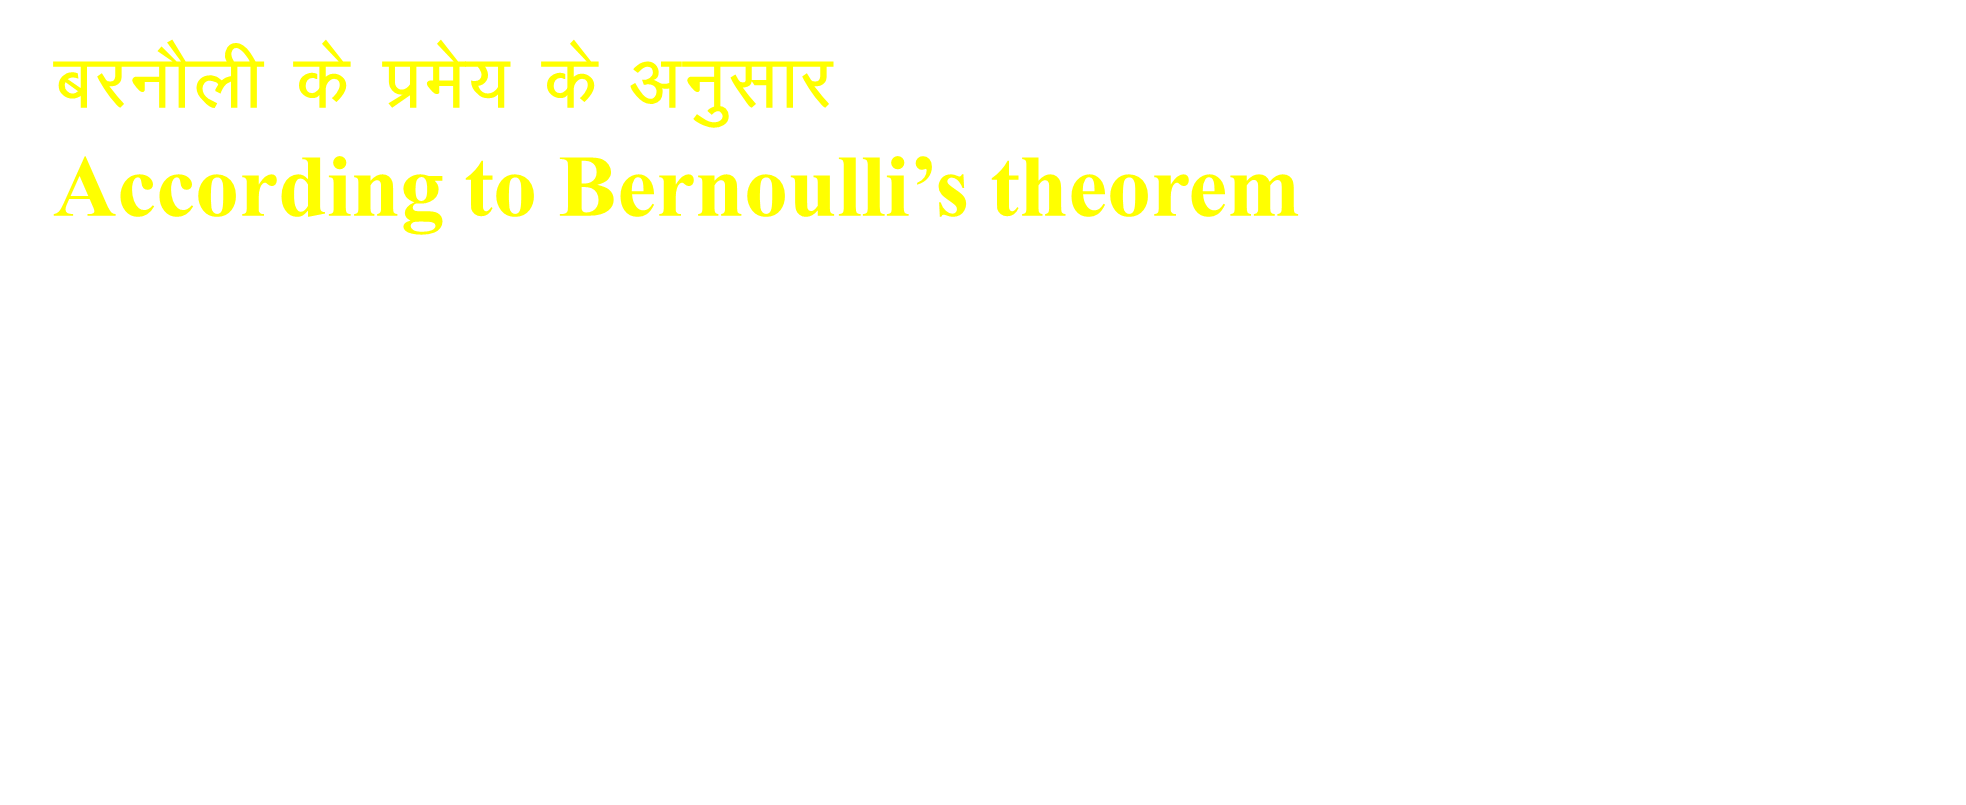 बरनौली के प्रमेय के अनुसार
According to Bernoulli’s theorem